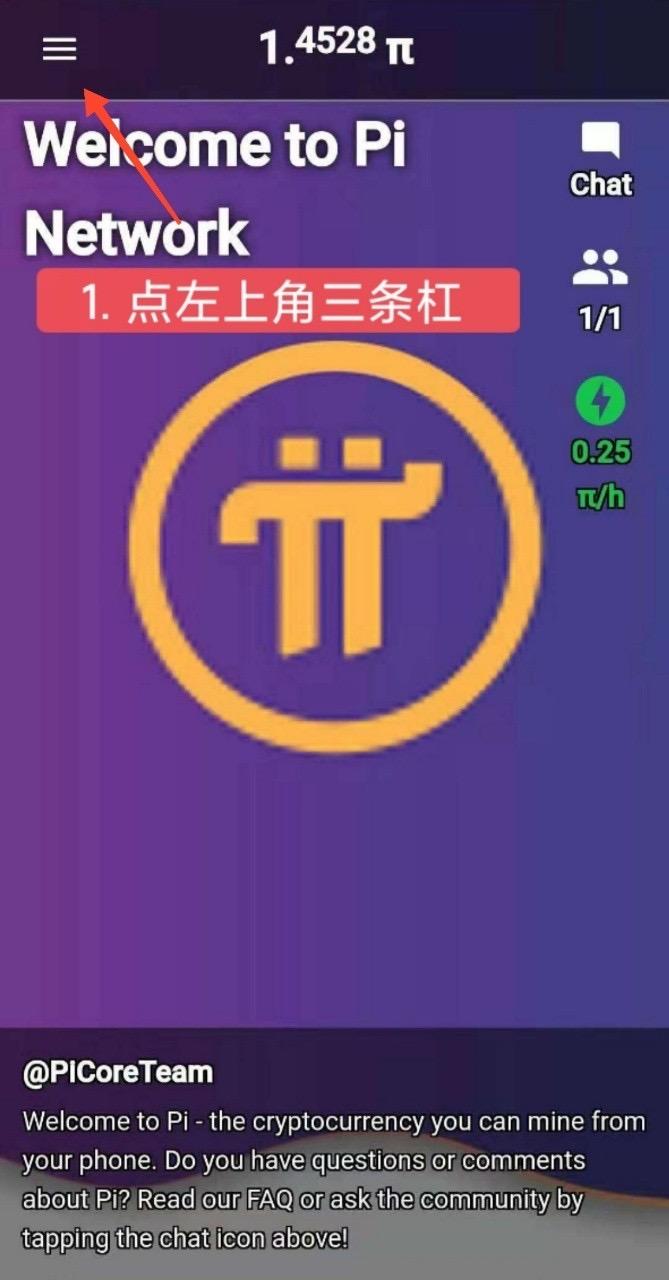 1.4528 π
Welcome to Pi
Network
Chat
1. 点左上角三条杠
1/1
0.25
π/h
@PiCoreTeam
Welcome to Pi - the cryptocurrency you can mine from
your phone. Do you have questions or comments
about Pi? Read our FAQ or ask the community by
tapping the chat icon above!